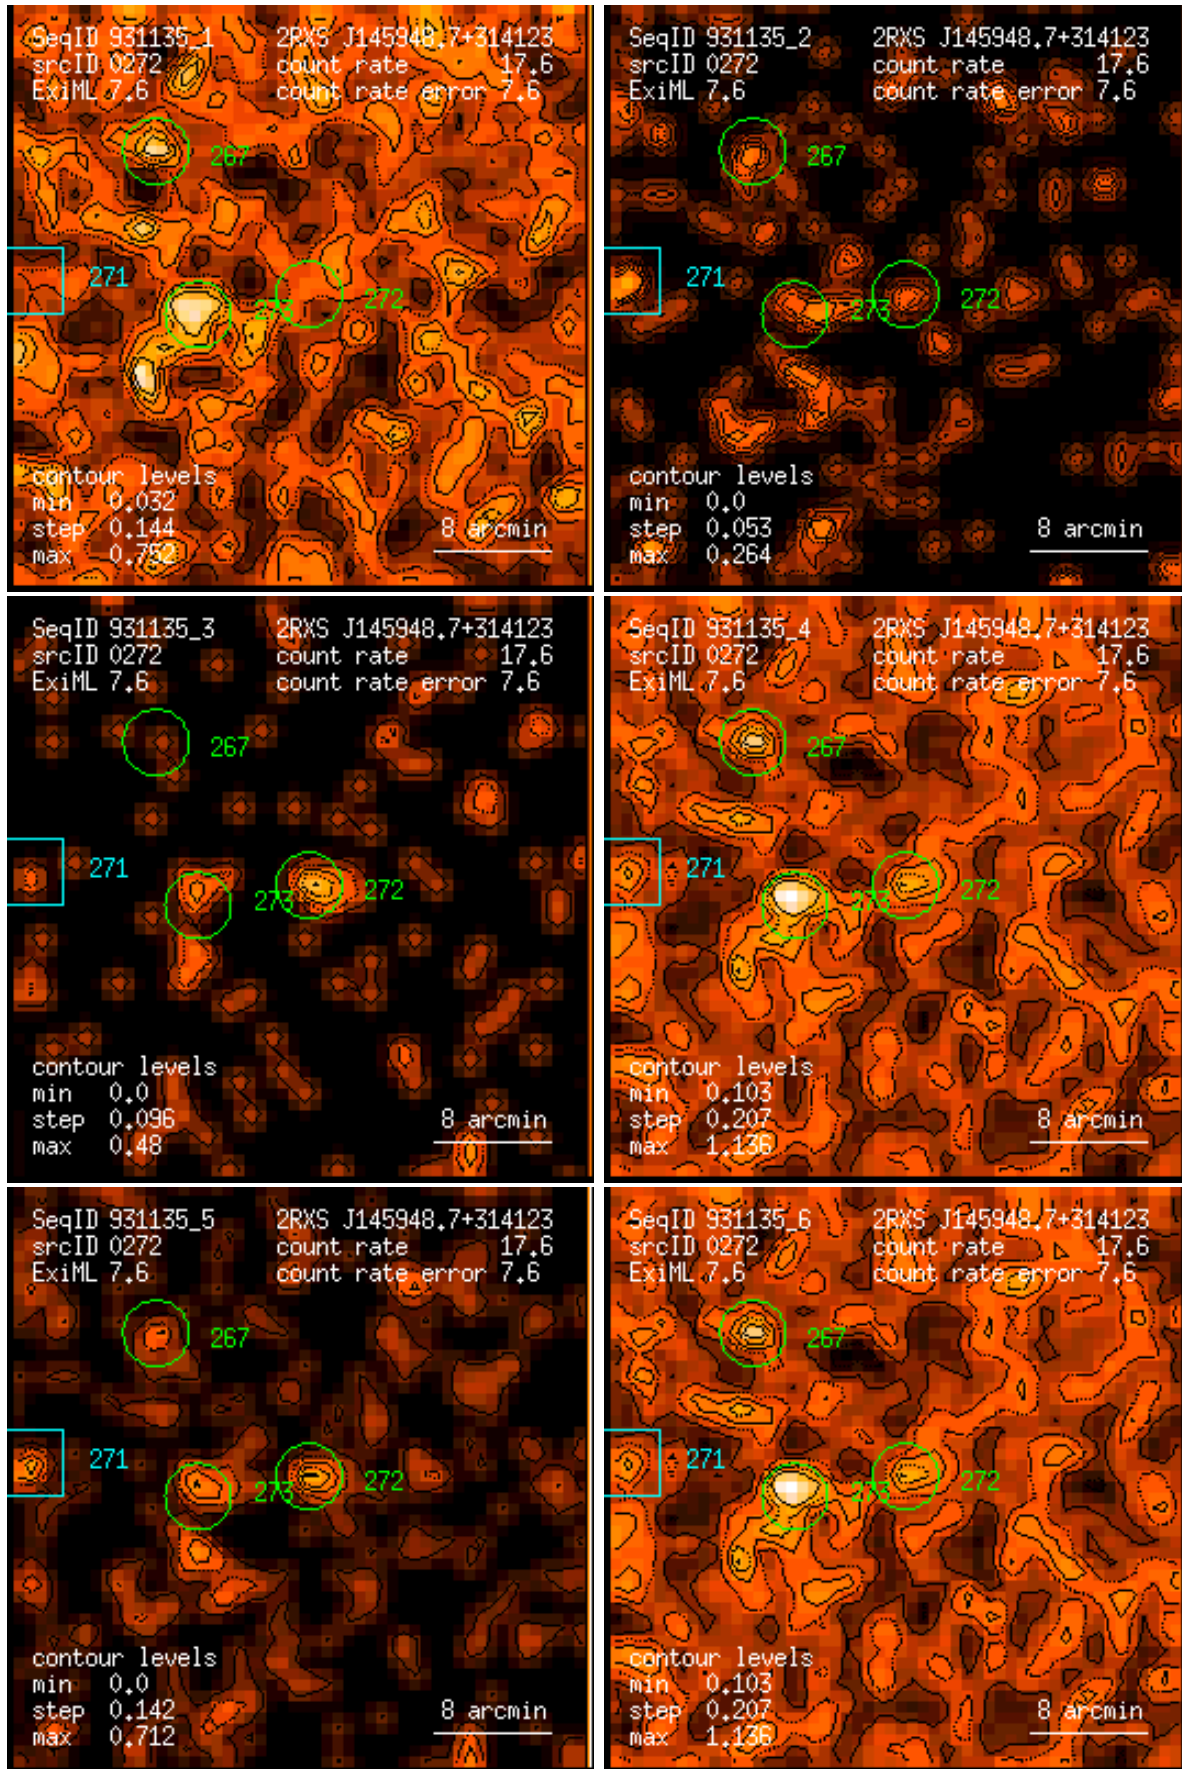 SeqID 931135_1 2RXS J145948.7+314123
srcID 0272 count rate 17.6
ExiML 7.6 count rate error 7.6
267
271
273 272
contour levels
min 0.032
step 0.144 8 arcmin
max 0.752
SeqID 931135_2 2RXS J145948.7+314123
srcID 0272 count rate 17.6
ExiML 7.6 count rate error 7.6
267
271
273 272
contour levels
min 0.0
step 0.053 8 arcmin
max 0.264
SeqID 931135_3 2RXS J145948.7+314123
srcID 0272 count rate 17.6
ExiML 7.6 count rate error 7.6
267
271
273 272
contour levels
min 0.0
step 0.096 8 arcmin
max 0.48
SeqID 931135_4 2RXS J145948.7+314123
srcID 0272 count rate 17.6
ExiML 7.6 count rate error 7.6
267
271
273 272
contour levels
min 0.103
step 0.207 8 arcmin
max 1.136
SeqID 931135_5 2RXS J145948.7+314123
srcID 0272 count rate 17.6
ExiML 7.6 count rate error 7.6
267
271
273 272
contour levels
min 0.0
step 0.142 8 arcmin
max 0.712
SeqID 931135_6 2RXS J145948.7+314123
srcID 0272 count rate 17.6
ExiML 7.6 count rate error 7.6
267
271
273 272
contour levels
min 0.103
step 0.207 8 arcmin
max 1.136